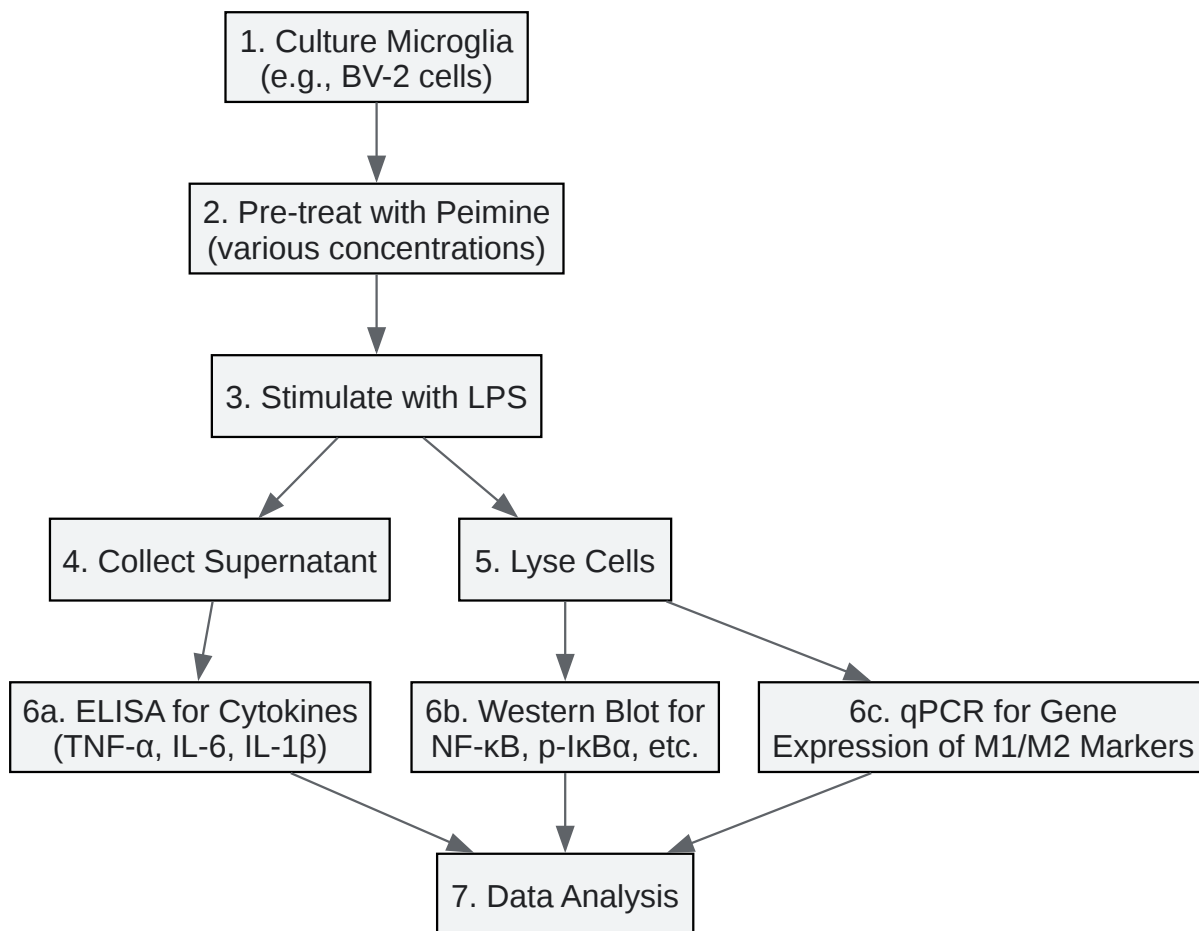 1. Culture Microglia
(e.g., BV-2 cells)
2. Pre-treat with Peimine
(various concentrations)
3. Stimulate with LPS
4. Collect Supernatant
5. Lyse Cells
6a. ELISA for Cytokines
(TNF-α, IL-6, IL-1β)
6b. Western Blot for
NF-κB, p-IκBα, etc.
6c. qPCR for Gene
Expression of M1/M2 Markers
7. Data Analysis